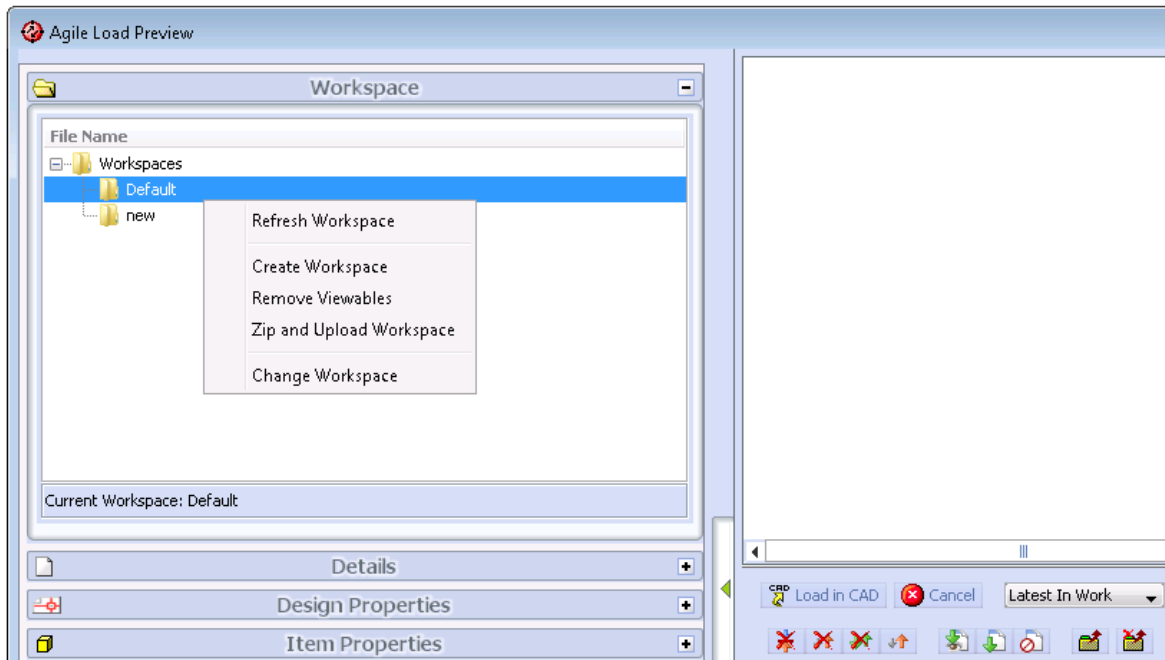 Agile Load Preview
Workspace
File Name
Workspaces
Default
new
Refresh Workspace
Create Workspace
Remove Viewables
Zip and Upload Workspace
Change Workspace
Current Workspace: Default
Details
Design Properties
Item Properties
CAD Load in CAD Cancel Latest In Work